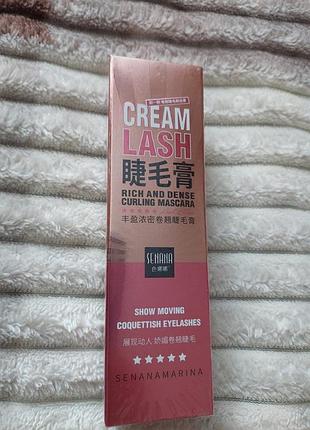 CREAM
LASH
睫毛膏
RICH AND DENSE
CURLING MASCARA
丰盈浓密卷翘睫毛膏
SENANA
SHOW MOVING
COQUETTISH EYELASHES
展现动人 娇媚卷翘睫毛
SENANAMARINA